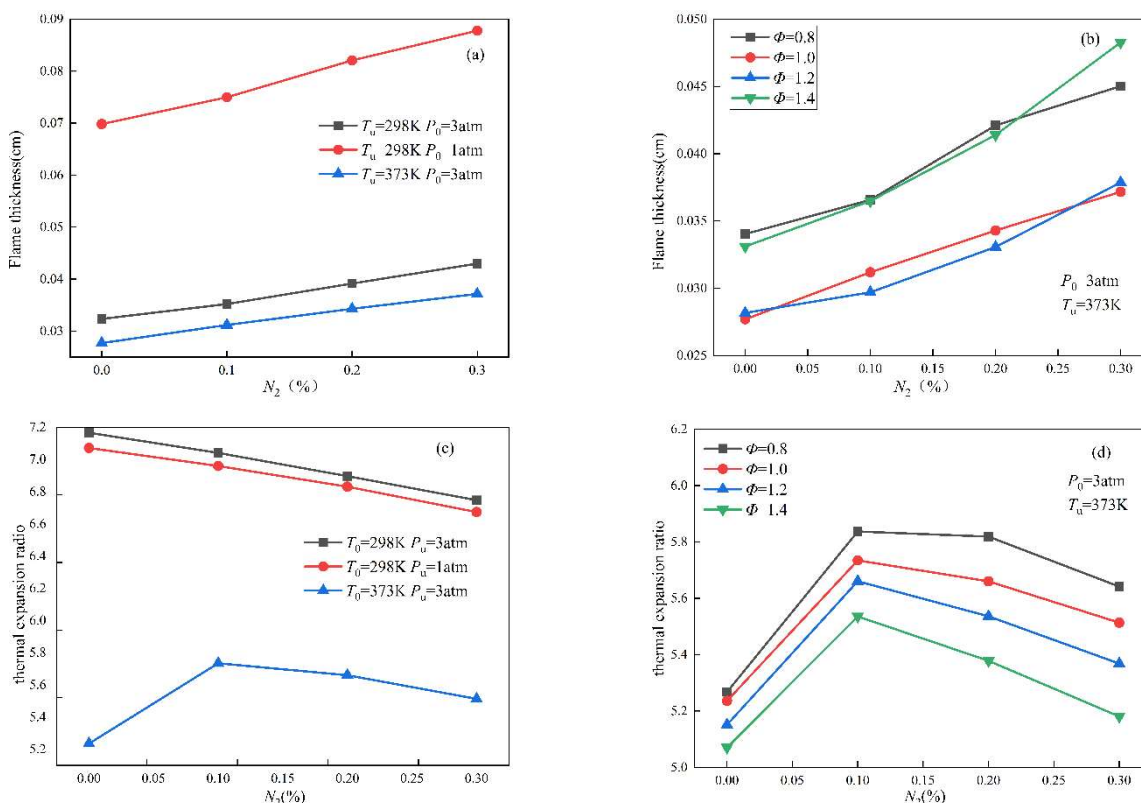 0.09
0.08
0.07
0.06
0.05
0.04
0.03
Flame thickness(cm)
(a)
Tu=298K P0=3atm
Tu 298K P0 1atm
Tu=373K P0=3atm
0.0 0.1 0.2 0.3
N2 (%)
0.050
0.045
0.040
0.035
0.030
0.025
Flame thickness(cm)
(b)
Φ=0.8
Φ=1.0
Φ=1.2
Φ=1.4
P0 3atm
Tu=373K
0.00 0.10 0.20 0.30
N2 (%)
7.2
7.0
6.8
6.6
6.4
6.2
6.0
5.8
5.6
5.4
5.2
thermal expansion radio
(c)
T0=298K Pu=3atm
T0=298K Pu=1atm
T0=373K Pu=3atm
0.00 0.05 0.10 0.15 0.20 0.25 0.30
N2(%)
6.2
6.0
5.8
5.6
5.4
5.2
5.0
thermal expansion ratio
(d)
Φ=0.8
Φ=1.0
Φ=1.2
Φ 1.4
P0=3atm
Tu=373K
0.00 0.05 0.10 0.15 0.20 0.25 0.30
N2(%)